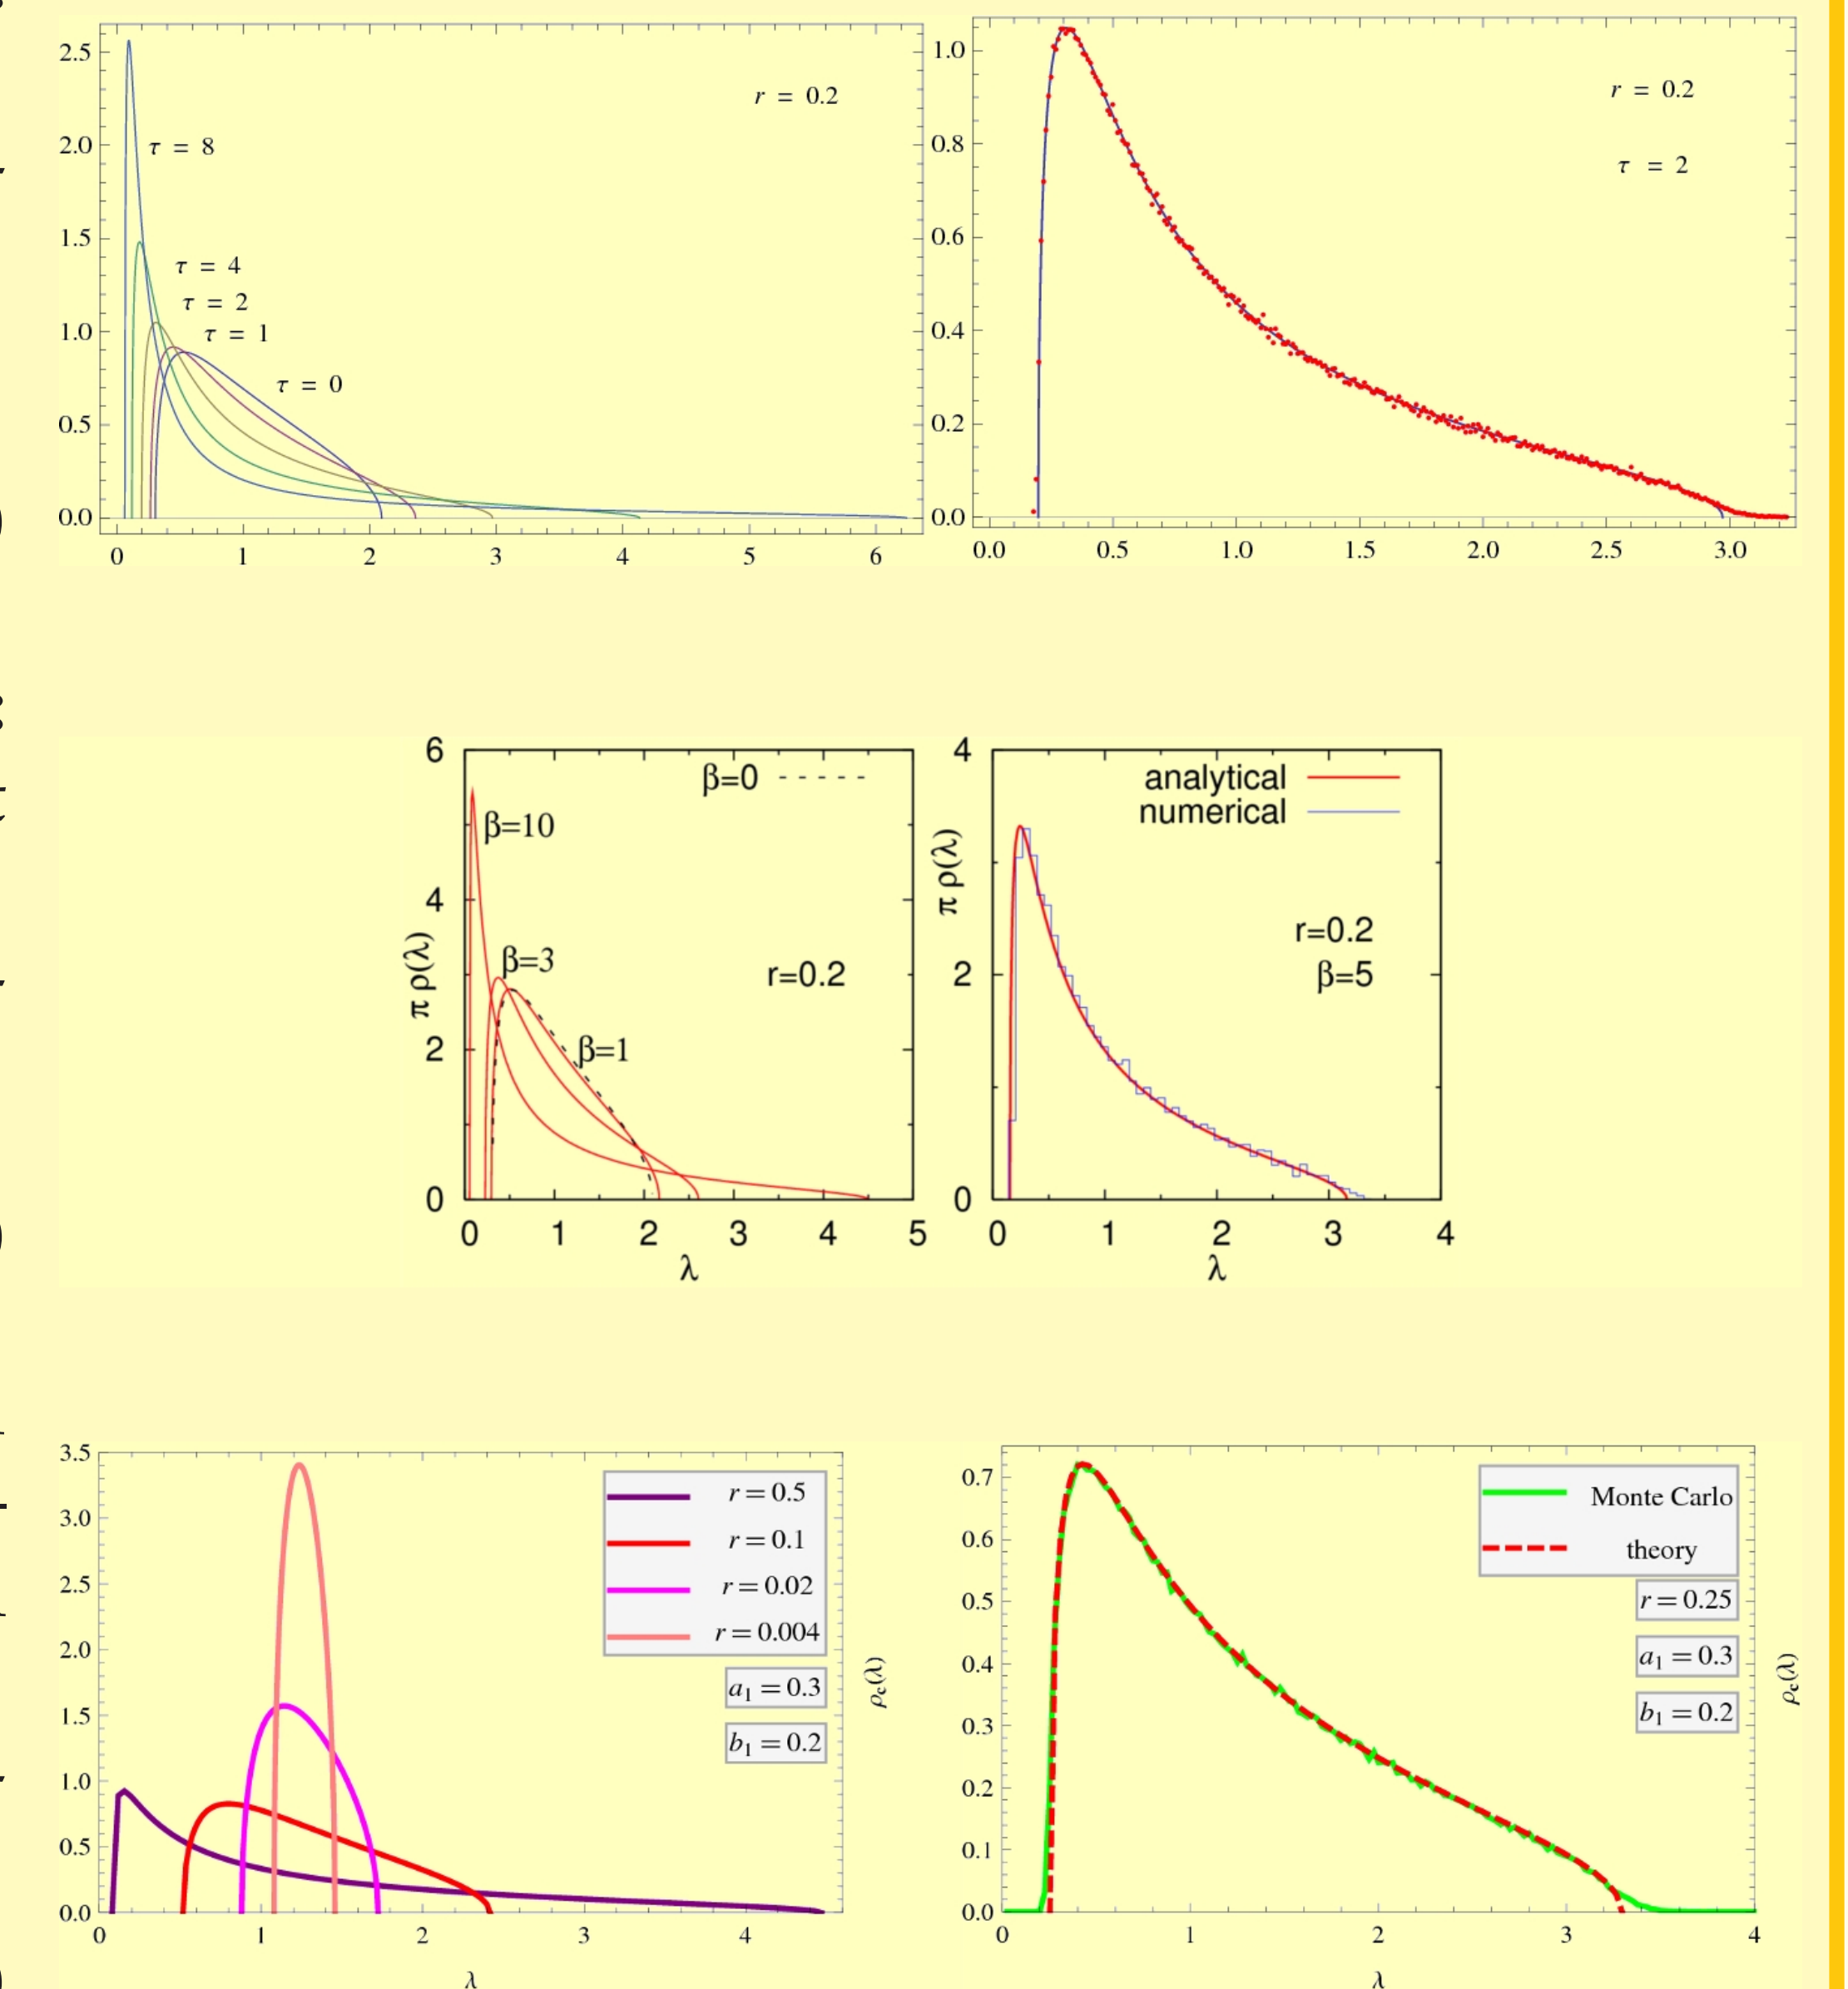 2.5
2.0
1.5
1.0
0.5
0.0
0 1 2 3 4 5 6
r = 0.2
τ = 8
τ = 4
τ = 2
τ = 1
τ = 0
1.0
0.8
0.6
0.4
0.2
0.0
0.0 0.5 1.0 1.5 2.0 2.5 3.0
r = 0.2
τ = 2
π ρ(λ)
6
4
2
0
0 1 2 3 4 5
λ
β=0
β=10
β=3
β=1
r=0.2
π ρ(λ)
4
2
0
0 1 2 3 4
λ
analytical
numerical
r=0.2
β=5
3.5
3.0
2.5
2.0
1.5
1.0
0.5
0.0
0 1 2 3 4
λ
r = 0.5
r = 0.1
r = 0.02
r = 0.004
a₁ = 0.3
b₁ = 0.2
ρc(λ)
0.7
0.6
0.5
0.4
0.3
0.2
0.1
0.0
0 1 2 3 4
λ
Monte Carlo
theory
r = 0.25
a₁ = 0.3
b₁ = 0.2
ρc(λ)